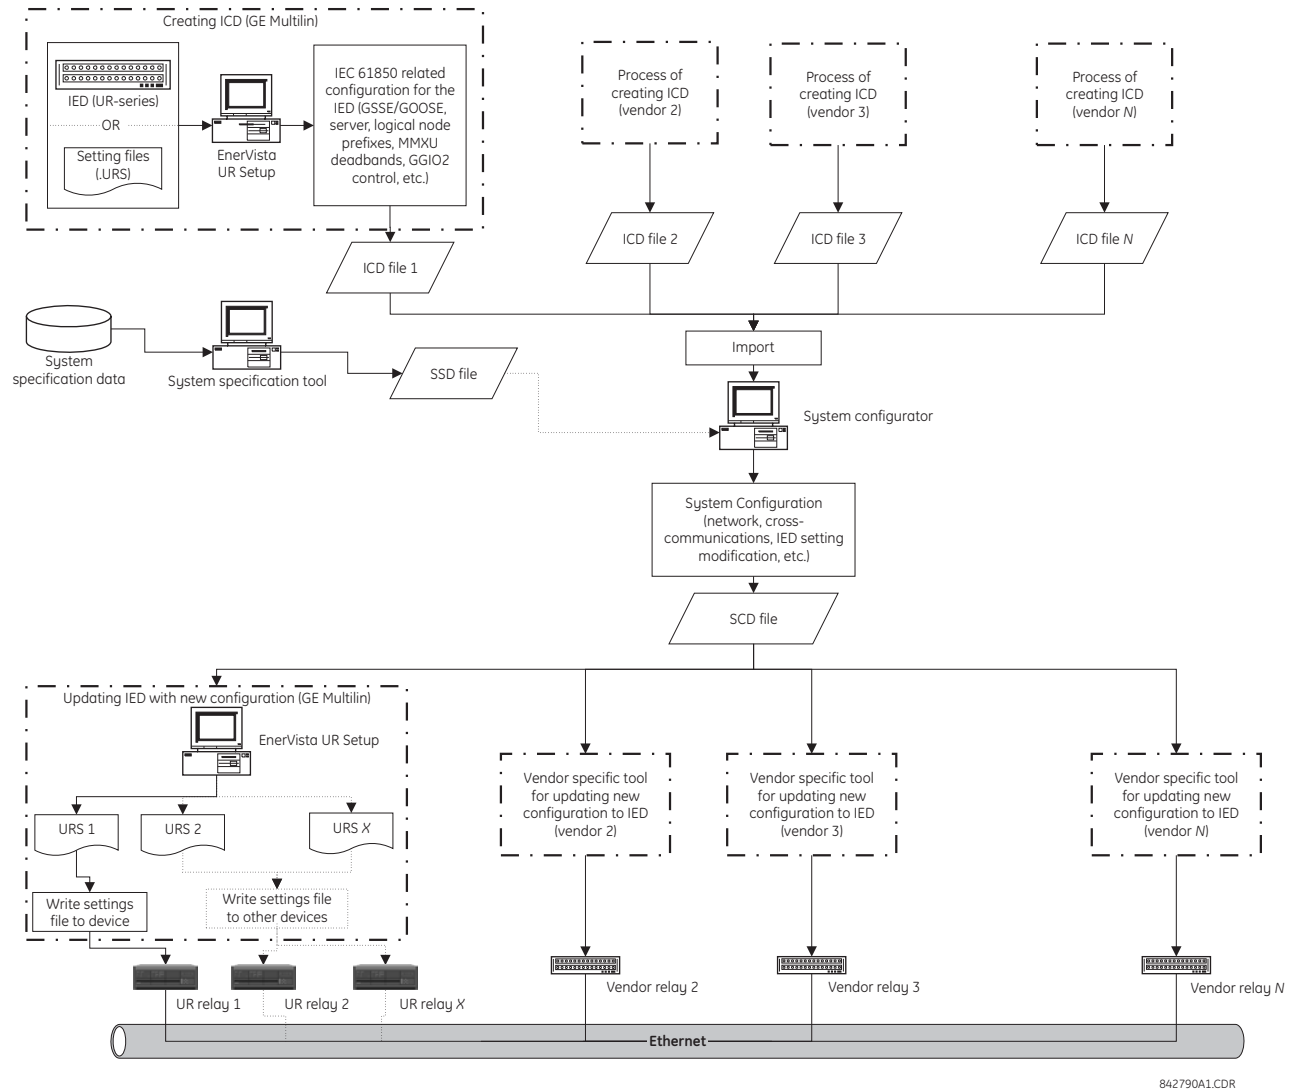 Creating ICD (GE Multilin)
IED (UR-series)
OR
Setting files
(.URS)
EnerVista
UR Setup
IEC 61850 related
configuration for the
IED (GSSE/GOOSE,
server, logical node
prefixes, MMXU
deadbands, GGIO2
control, etc.)
Process of
creating ICD
(vendor 2)
Process of
creating ICD
(vendor 3)
Process of
creating ICD
(vendor N)
ICD file 1
ICD file 2
ICD file 3
ICD file N
System
specification data
System specification tool
SSD file
Import
System configurator
System Configuration
(network, cross-
communications, IED setting
modification, etc.)
SCD file
Updating IED with new configuration (GE Multilin)
EnerVista UR Setup
URS 1
URS 2
URS X
Write settings
file to device
Write settings file
to other devices
Vendor specific tool
for updating new
configuration to IED
(vendor 2)
Vendor specific tool
for updating new
configuration to IED
(vendor 3)
Vendor specific tool
for updating new
configuration to IED
(vendor N)
UR relay 1
UR relay 2
UR relay X
Vendor relay 2
Vendor relay 3
Vendor relay N
Ethernet
842790A1.CDR